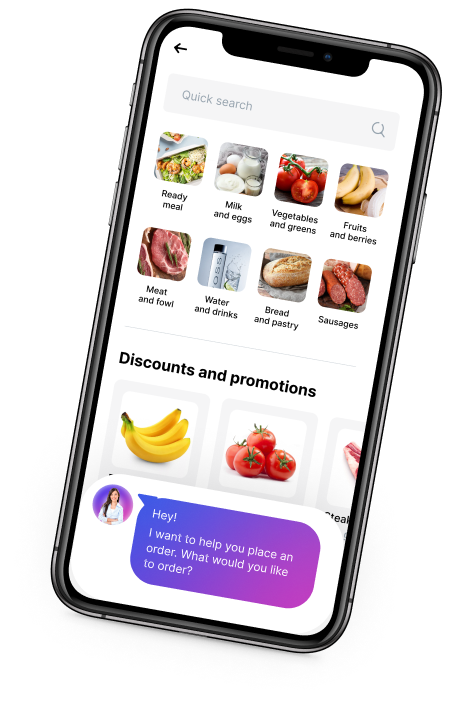 Quick search
Ready
meal
Milk
and eggs
Vegetables
and greens
Fruits
and berries
Meat
and fowl
Water
and drinks
Bread
and pastry
Sausages
Discounts and promotions
Steak
Hey!
I want to help you place an
order. What would you like
to order?